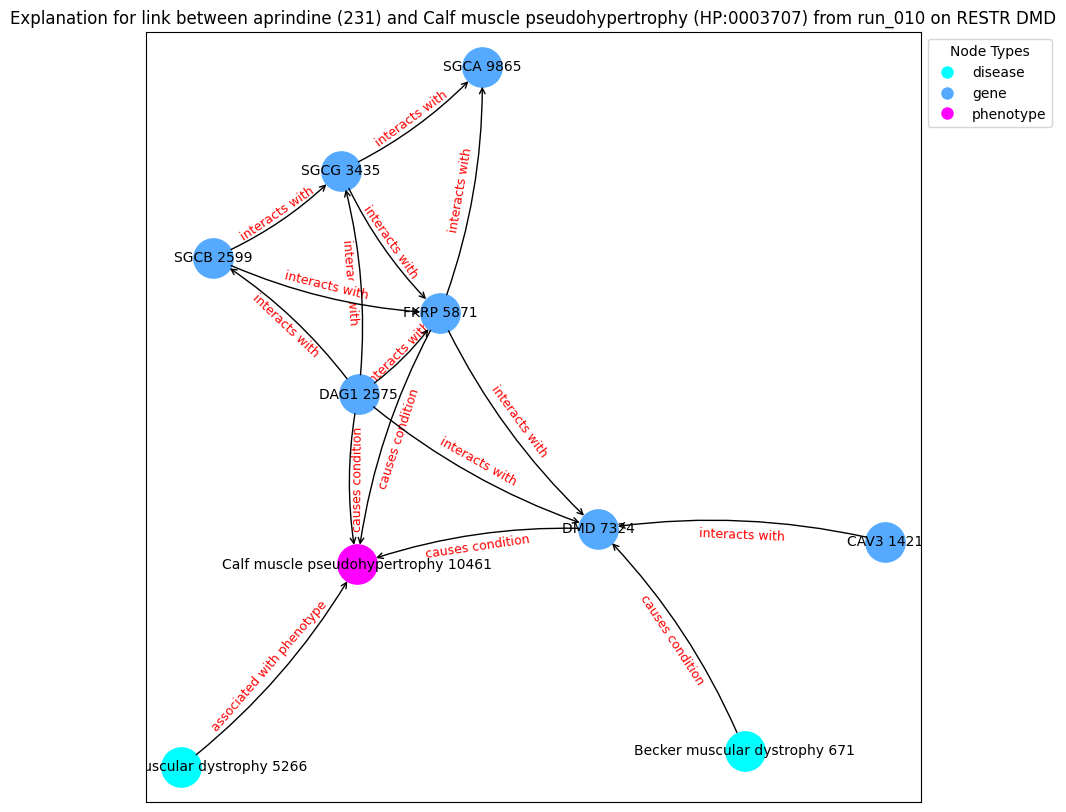 Explanation for link between aprindine (231) and Calf muscle pseudohypertrophy (HP:0003707) from run_010 on RESTR DMD
Node Types
disease
gene
phenotype
SGCA 9865
interacts with
interacts with
SGCG 3435
interacts with
interacts with
interacts with
SGCB 2599
interacts with
interacts with
FKRP 5871
interacts with
DAG1 2575
interacts with
causes condition
causes condition
interacts with
DMD 7324
interacts with
CAV3 1421
causes condition
Calf muscle pseudohypertrophy 10461
associated with phenotype
causes condition
Becker muscular dystrophy 671
dystrophy 5266